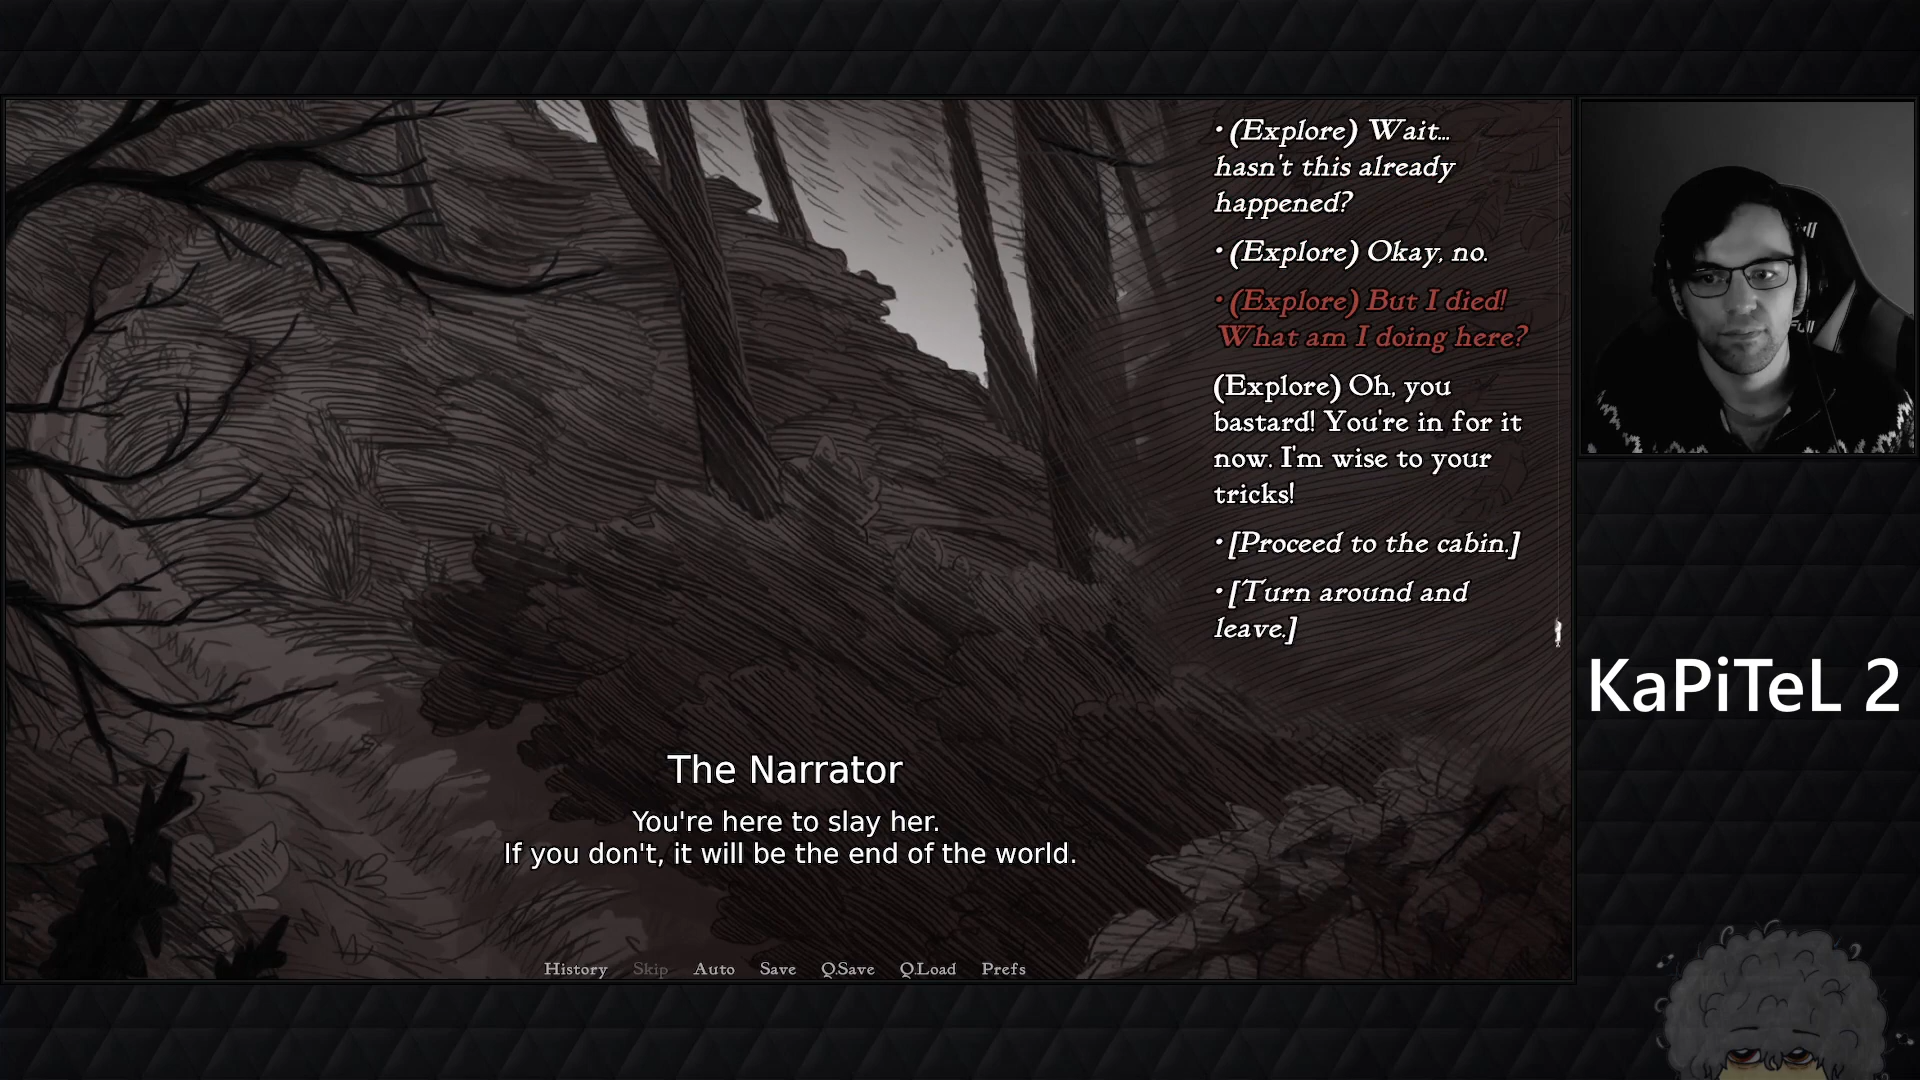 • (Explore) Wait...
hasn't this already
happened?
• (Explore) Okay, no.
• (Explore) But I died!
What am I doing here?
(Explore) Oh, you
bastard! You're in for it
now. I'm wise to your
tricks!
• [Proceed to the cabin.]
• [Turn around and
leave.]
KaPiTeL 2
The Narrator
You're here to slay her.
If you don't, it will be the end of the world.
History Skip Auto Save Q.Save Q.Load Prefs